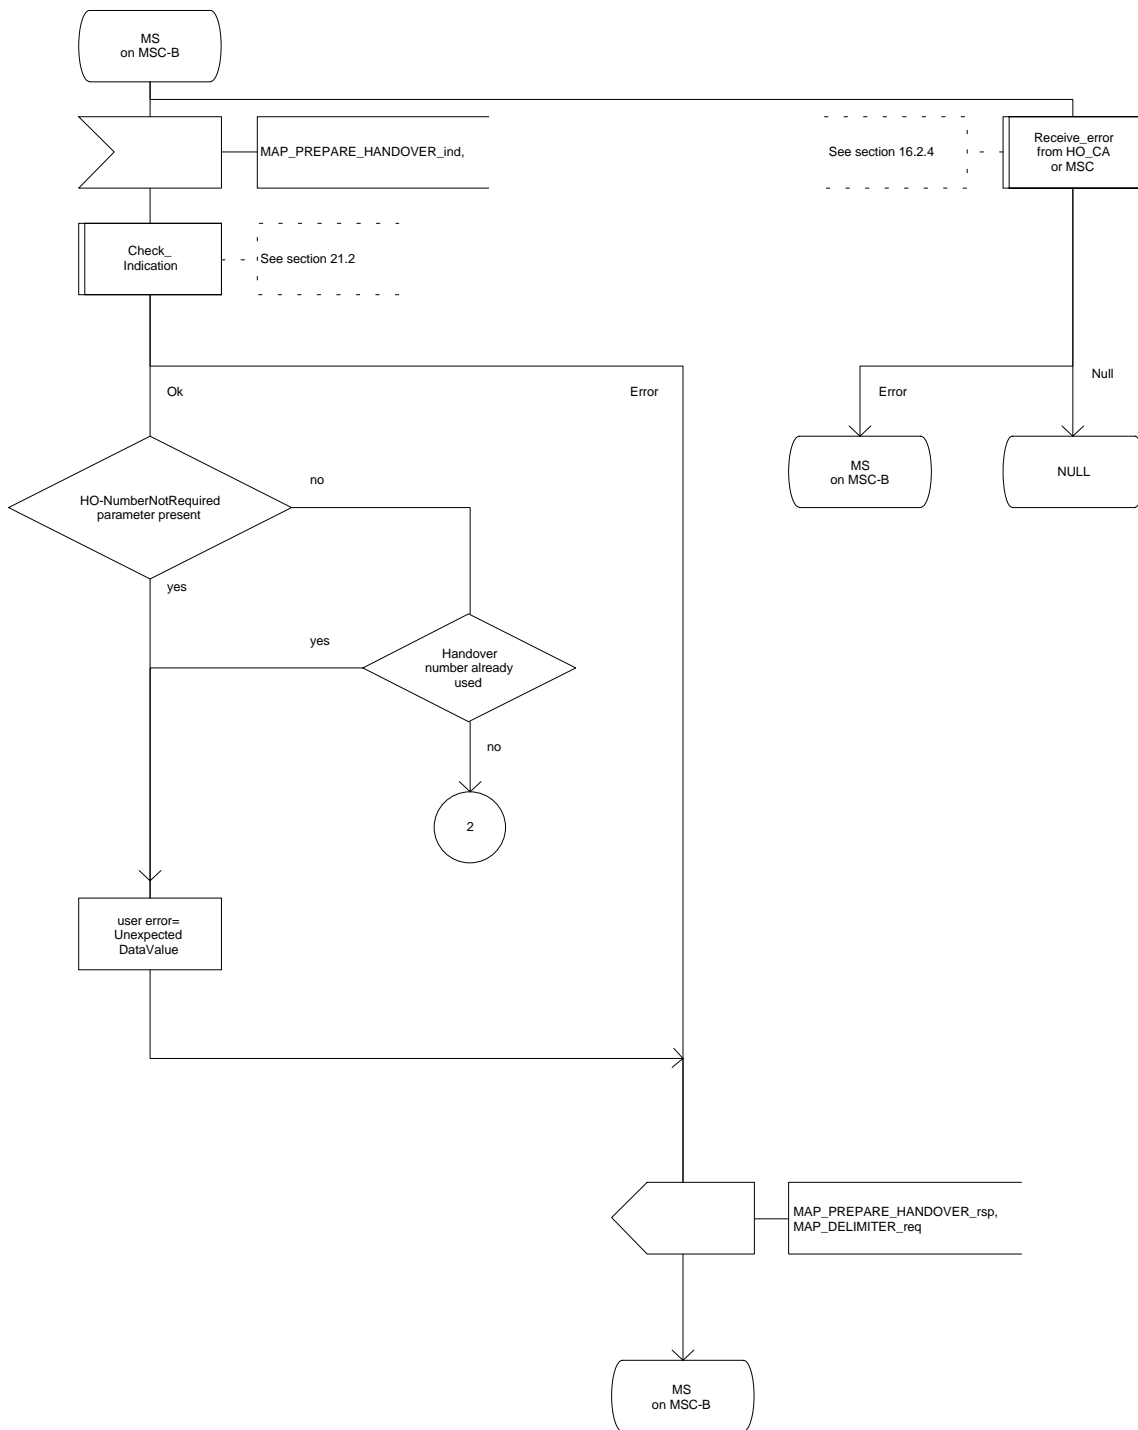 MS
on MSC-B
MAP_PREPARE_HANDOVER_ind,
See section 16.2.4
Receive_error
from HO_CA
or MSC
Check_
Indication
See section 21.2
Ok
Error
Error
Null
MS
on MSC-B
NULL
HO-NumberNotRequired
parameter present
no
yes
yes
Handover
number already
used
no
2
user error=
Unexpected
DataValue
MAP_PREPARE_HANDOVER_rsp,
MAP_DELIMITER_req
MS
on MSC-B